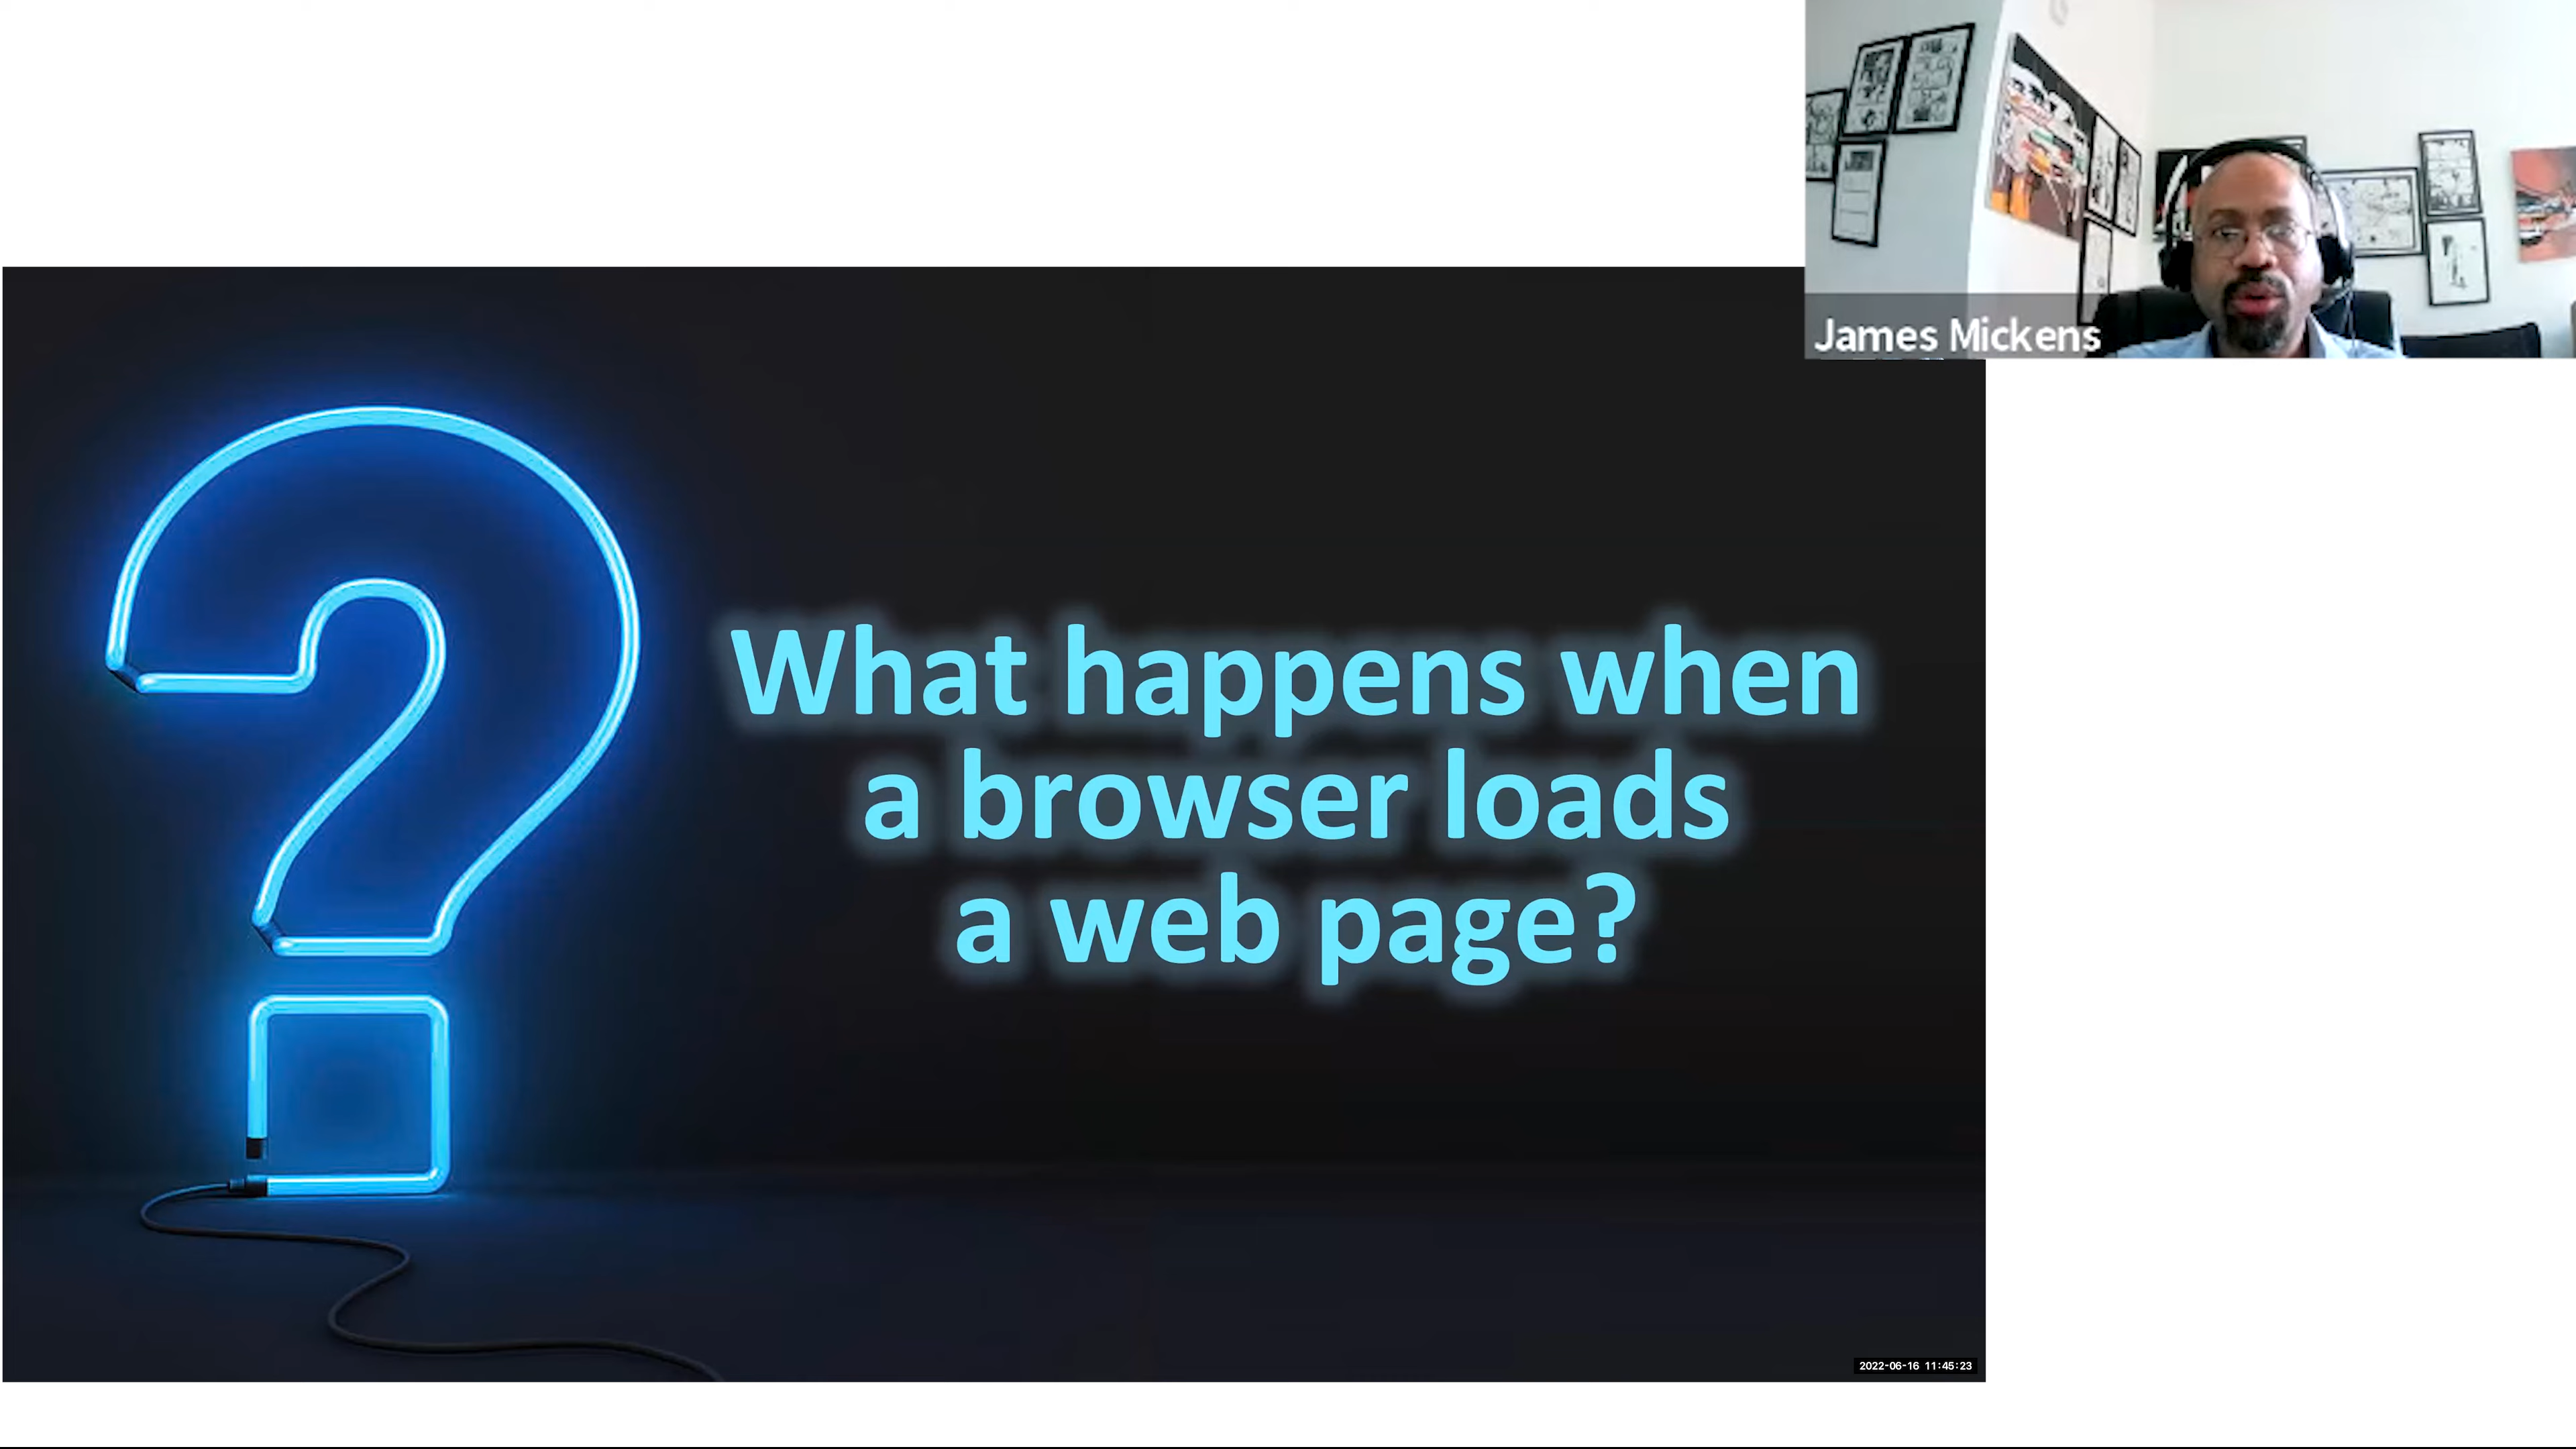 James Mickens
What happens when
a browser loads
a web page?
2022-06-16 11:45:23